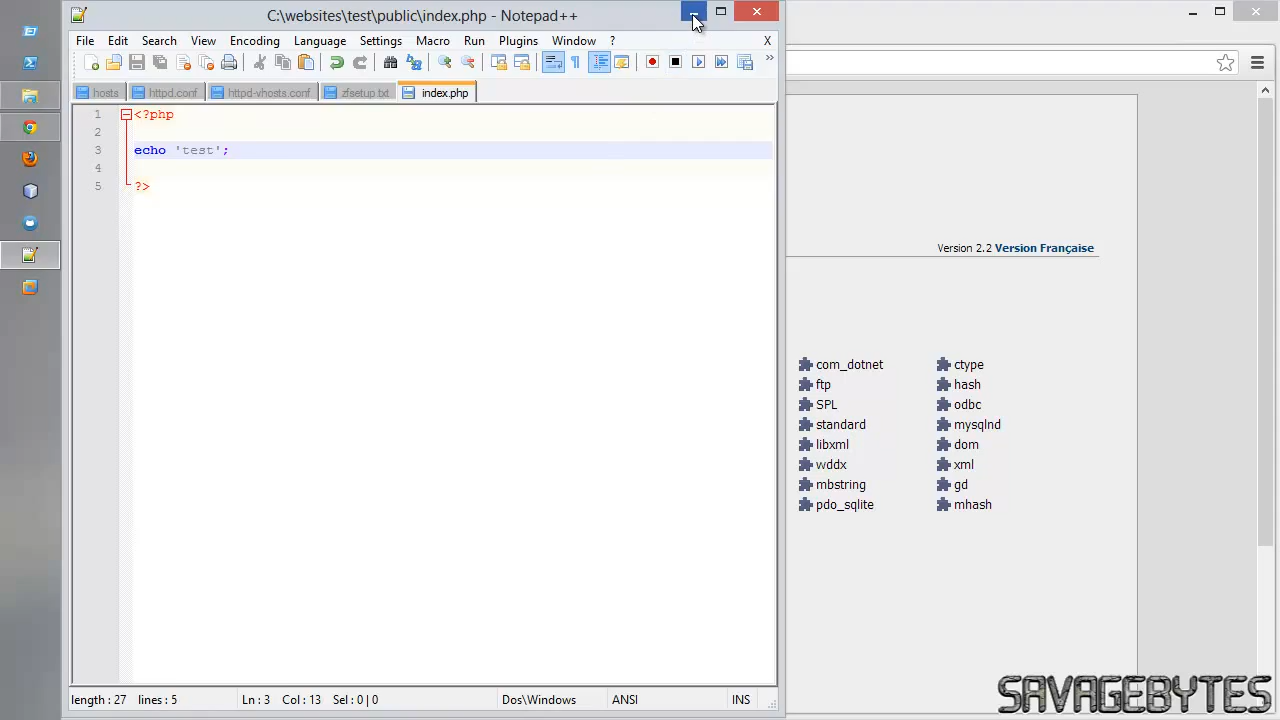 C:\websites\test\public\index.php - Notepad++
File Edit Search View Encoding Language Settings Macro Run Plugins Window ? X
hosts httpd.conf httpd-vhosts.conf zfsetup.txt index.php
1 <?php
2
3 echo 'test';
4
5 ?>
Version 2.2 Version Française
com_dotnet ctype
ftp hash
SPL odbc
standard mysqlnd
libxml dom
wddx xml
mbstring gd
pdo_sqlite mhash
length : 27 lines : 5 Ln : 3 Col : 13 Sel : 0 | 0 Dos\Windows ANSI INS
SAVAGEBYTES